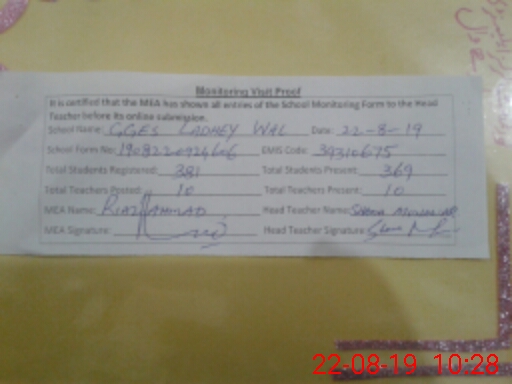 Monitoring Visit Proof
It is certified that the MEA has shown all entries of the School Monitoring Form to the Head
Teacher before its online submission.
School Name: GGES LADHEY WAL Date: 22-8-19
School Form No: EMIS Code: 39310675
Total Students Registered: 381 Total Students Present: 369
Total Teachers Posted: 10 Total Teachers Present: 10
MEA Name: RIAZ AHMAD Head Teacher Name:
MEA Signature: Head Teacher Signature:
22-08-19 10:28